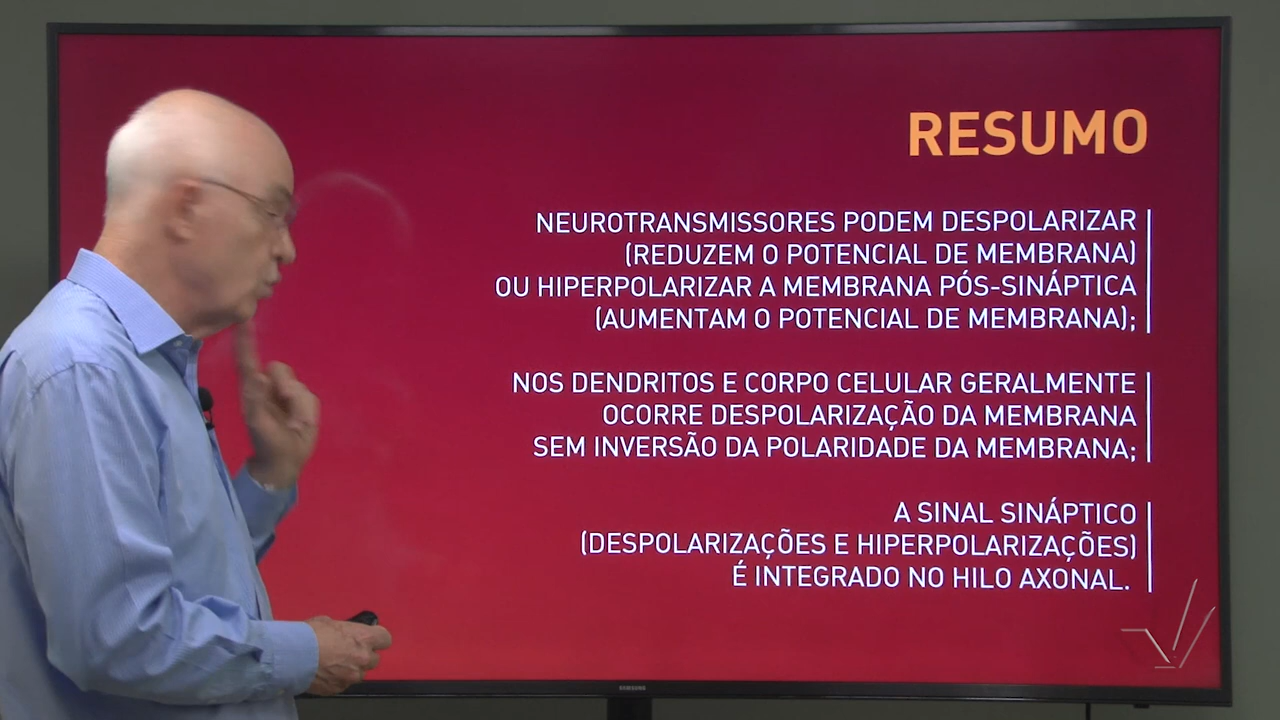 RESUMO
NEUROTRANSMISSORES PODEM DESPOLARIZAR
(REDUZEM O POTENCIAL DE MEMBRANA)
OU HIPERPOLARIZAR A MEMBRANA PÓS-SINÁPTICA
(AUMENTAM O POTENCIAL DE MEMBRANA);
NOS DENDRITOS E CORPO CELULAR GERALMENTE
OCORRE DESPOLARIZAÇÃO DA MEMBRANA
SEM INVERSÃO DA POLARIDADE DA MEMBRANA;
A SINAL SINÁPTICO
(DESPOLARIZAÇÕES E HIPERPOLARIZAÇÕES)
É INTEGRADO NO HILO AXONAL.
SAMSUNG